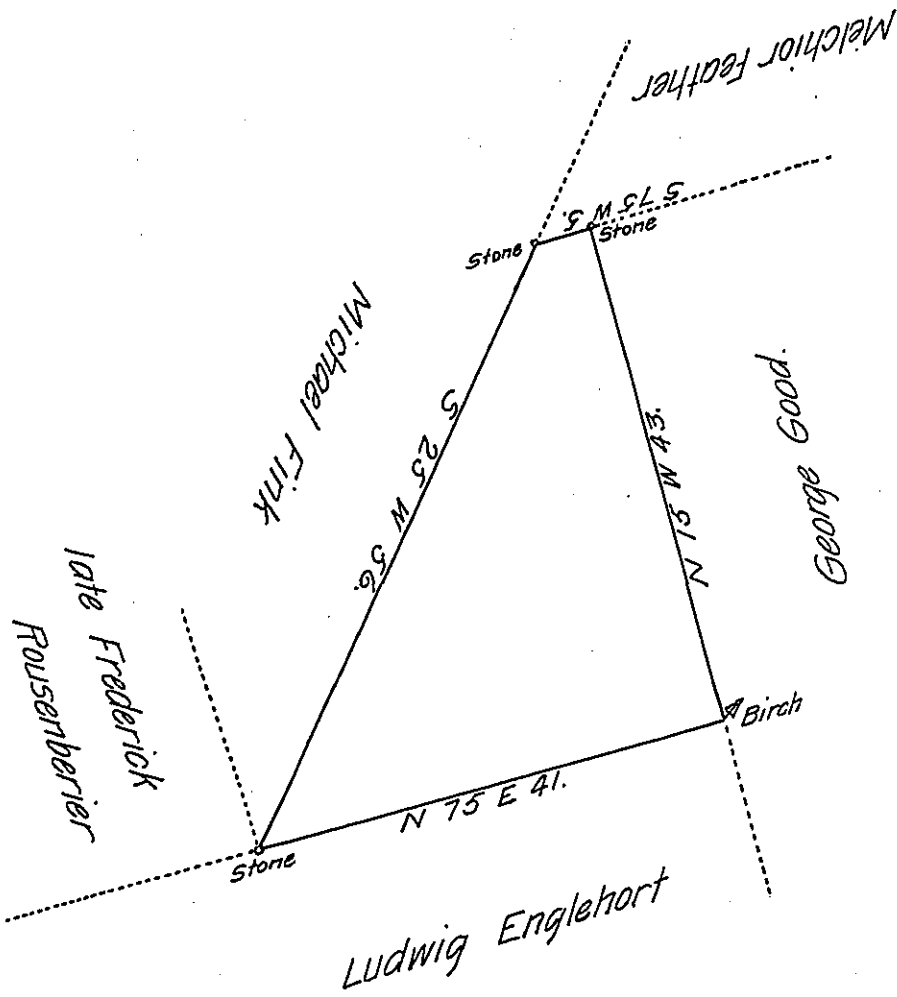 Melchior Feather
S 75 W 5.
Stone
Stone
Michael Fink
S 25 W 56.
N 15 W 43.
George Good.
late Frederick
Rousenberier
Birch
N 75 E 41.
Stone
Ludwig Englehort